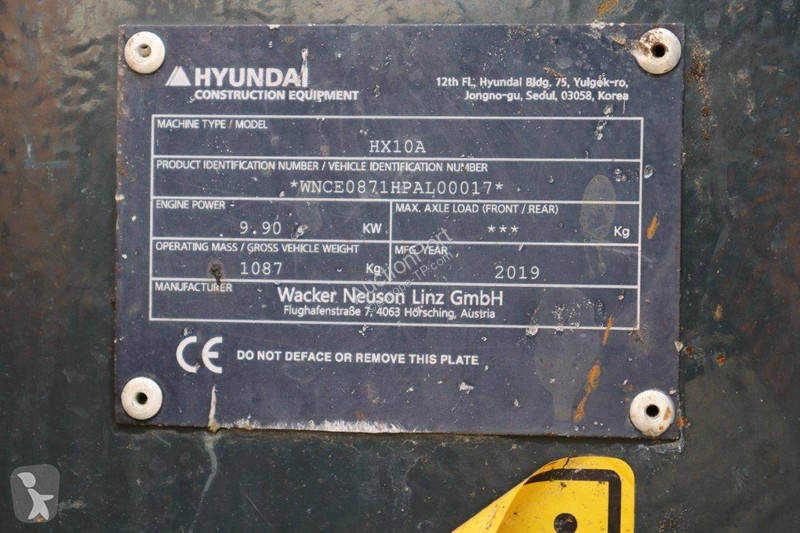 HYUNDAI
CONSTRUCTION EQUIPMENT
12th Fl., Hyundai Bldg. 75, Yulgok-ro,
Jongno-gu, Seoul, 03058, Korea
MACHINE TYPE / MODEL
HX10A
PRODUCT IDENTIFICATION NUMBER / VEHICLE IDENTIFICATION NUMBER
*WNCE0871HPAL00017*
ENGINE POWER
9.90 KW
MAX. AXLE LOAD (FRONT / REAR)
*** Kg
OPERATING MASS / GROSS VEHICLE WEIGHT
1087 Kg
MFG. YEAR
2019
MANUFACTURER
Wacker Neuson Linz GmbH
Flughafenstraße 7, 4063 Hörsching, Austria
CE DO NOT DEFACE OR REMOVE THIS PLATE